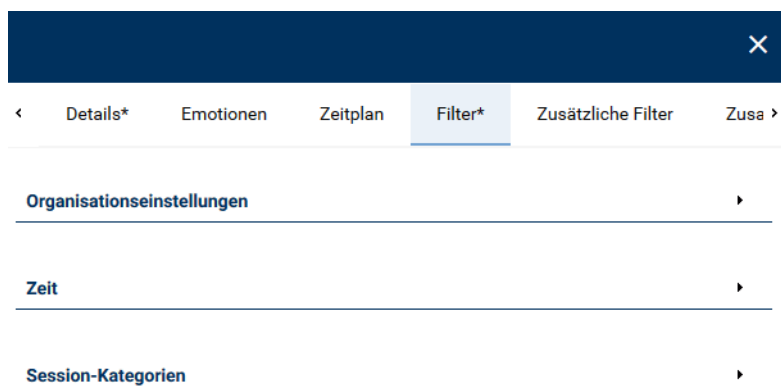 Details* Emotionen Zeitplan Filter* Zusätzliche Filter Zusa
Organisationseinstellungen
Zeit
Session-Kategorien